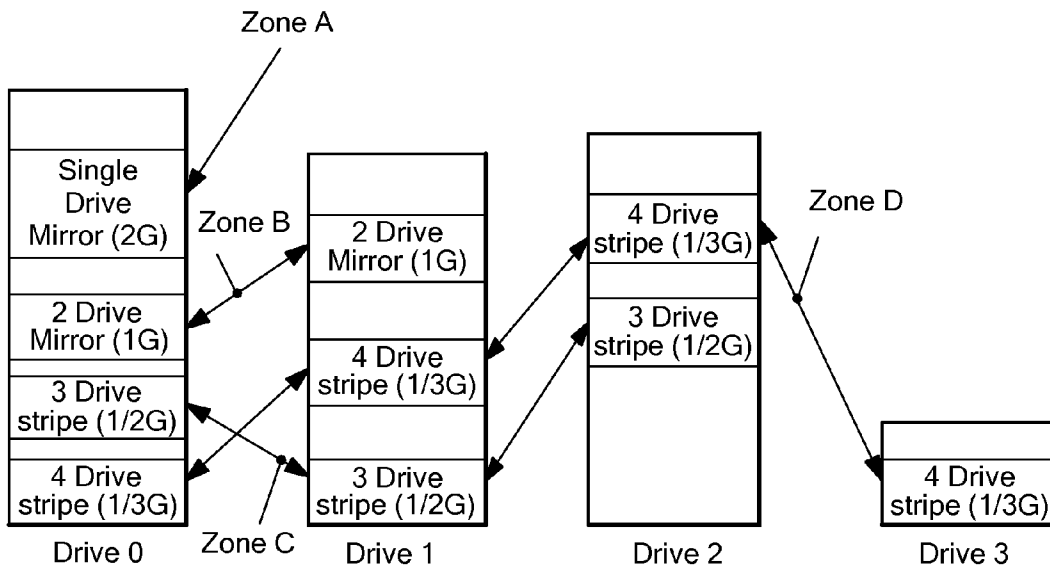 Zone A
Single
Drive
Mirror (2G)
Zone B
2 Drive
Mirror (1G)
3 Drive
stripe (1/2G)
4 Drive
stripe (1/3G)
Drive 0
Zone C
2 Drive
Mirror (1G)
4 Drive
stripe (1/3G)
3 Drive
stripe (1/2G)
Drive 1
4 Drive
stripe (1/3G)
3 Drive
stripe (1/2G)
Drive 2
Zone D
4 Drive
stripe (1/3G)
Drive 3